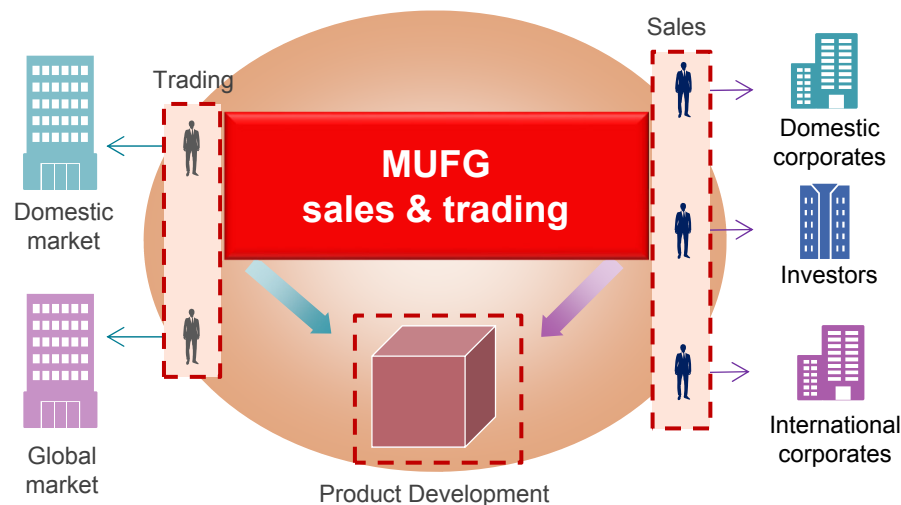 Sales
Trading
MUFG
sales & trading
Domestic
market
Global
market
Domestic
corporates
Investors
International
corporates
Product Development